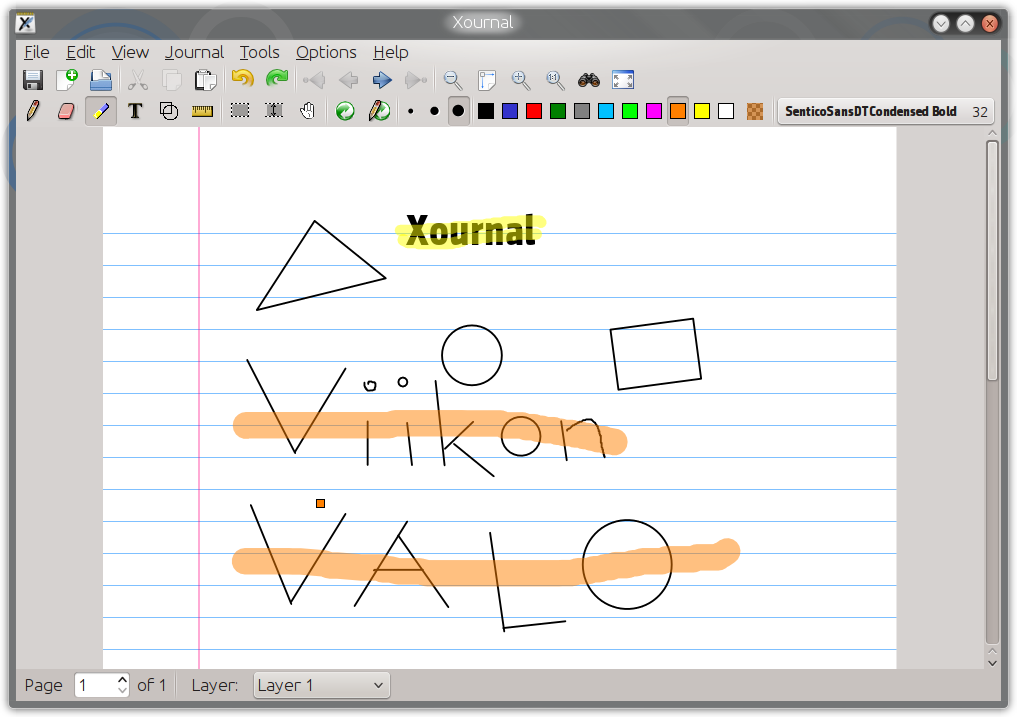 Xournal
File Edit View Journal Tools Options Help
SenticoSansDTCondensed Bold 32
Xournal
Viikon
VALO
Page 1 of 1 Layer: Layer 1